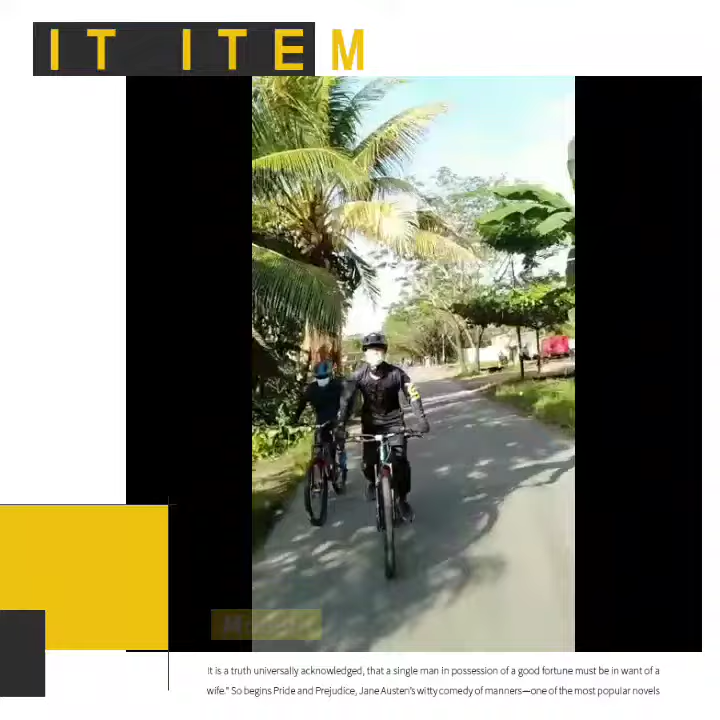 IT ITEM
It is a truth universally acknowledged, that a single man in possession of a good fortune must be in want of a
wife." So begins Pride and Prejudice, Jane Austen's witty comedy of manners—one of the most popular novels